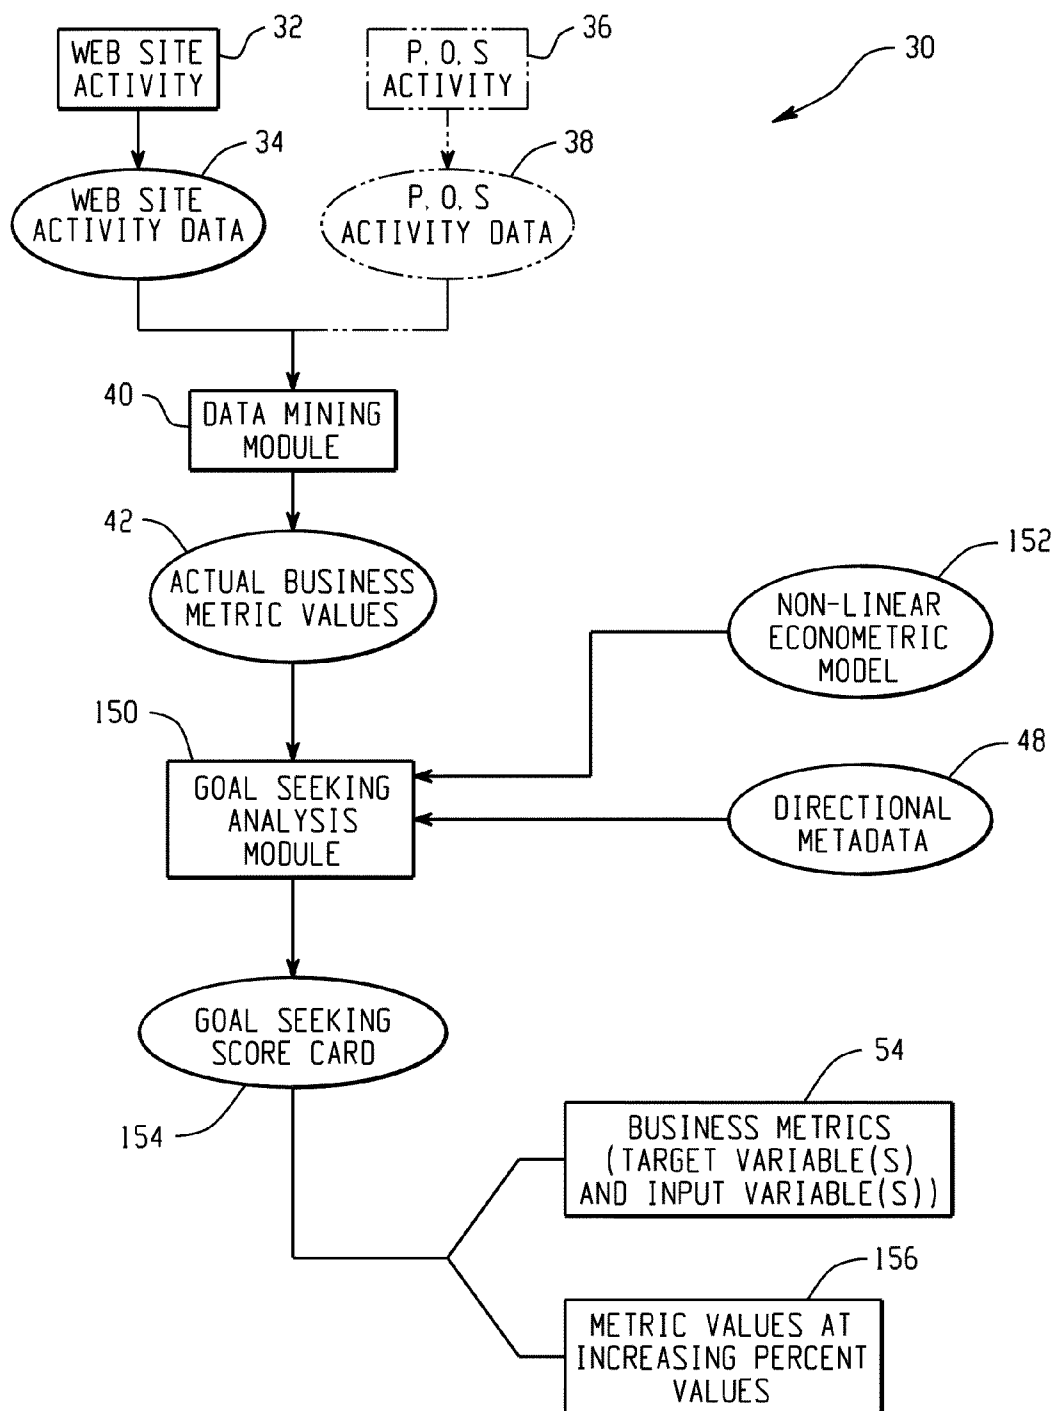 32
WEB SITE
ACTIVITY
36
P.O.S
ACTIVITY
30
34
WEB SITE
ACTIVITY DATA
38
P.O.S
ACTIVITY DATA
40
DATA MINING
MODULE
42
ACTUAL BUSINESS
METRIC VALUES
152
NON-LINEAR
ECONOMETRIC
MODEL
150
GOAL SEEKING
ANALYSIS
MODULE
48
DIRECTIONAL
METADATA
GOAL SEEKING
SCORE CARD
154
54
BUSINESS METRICS
(TARGET VARIABLE(S)
AND INPUT VARIABLE(S))
156
METRIC VALUES AT
INCREASING PERCENT
VALUES